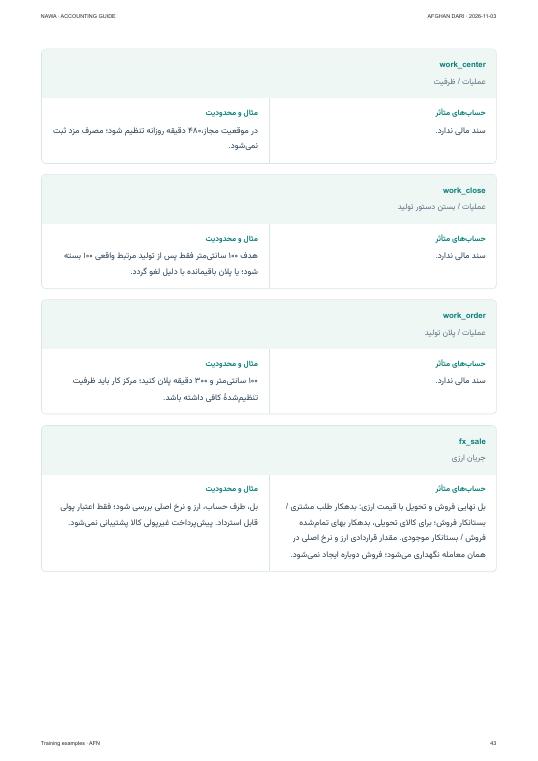 NAWA · ACCOUNTING GUIDE
AFGHAN DARI · 2026-11-03
work_center
عملیات / ظرفیت
حساب‌های متأثر
سند مالی ندارد.
مثال و محدودیت
در موقعیت مجاز،۴۸۰ دقیقه روزانه تنظیم شود؛ مصرف مزد ثبت
نمی‌شود.
work_close
عملیات / بستن دستور تولید
حساب‌های متأثر
سند مالی ندارد.
مثال و محدودیت
هدف ۱۰۰ سانتی‌متر فقط پس از تولید مرتبط واقعی ۱۰۰ بسته
شود؛ یا پلان باقیمانده با دلیل لغو گردد.
work_order
عملیات / پلان تولید
حساب‌های متأثر
سند مالی ندارد.
مثال و محدودیت
۱۰۰ سانتی‌متر و ۳۰۰ دقیقه پلان کنید؛ مرکز کار باید ظرفیت
تنظیم‌شدهٔ کافی داشته باشد.
fx_sale
جریان ارزی
حساب‌های متأثر
بل نهایی فروش و تحویل با قیمت ارزی: بدهکار طلب مشتری /
بستانکار فروش؛ برای کالای تحویلی، بدهکار بهای تمام‌شده
فروش / بستانکار موجودی. مقدار قراردادی ارز و نرخ اصلی در
همان معامله نگهداری می‌شود؛ فروش دوباره ایجاد نمی‌شود.
مثال و محدودیت
بل، طرف حساب، ارز و نرخ اصلی بررسی شود؛ فقط اعتبار پولی
قابل استرداد. پیش‌پرداخت غیرپولی کالا پشتیبانی نمی‌شود.
Training examples · AFN
43